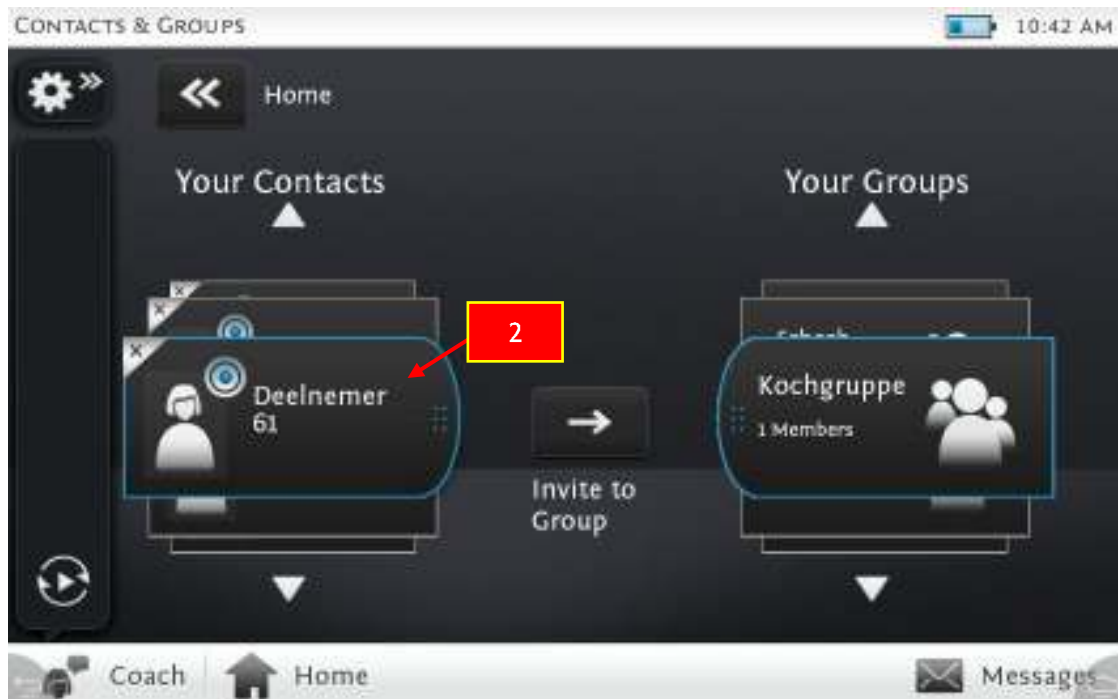 CONTACTS & GROUPS
10:42 AM
Home
Your Contacts
Your Groups
2
Deelnemer
61
Kochgruppe
1 Members
Invite to
Group
Coach
Home
Messages